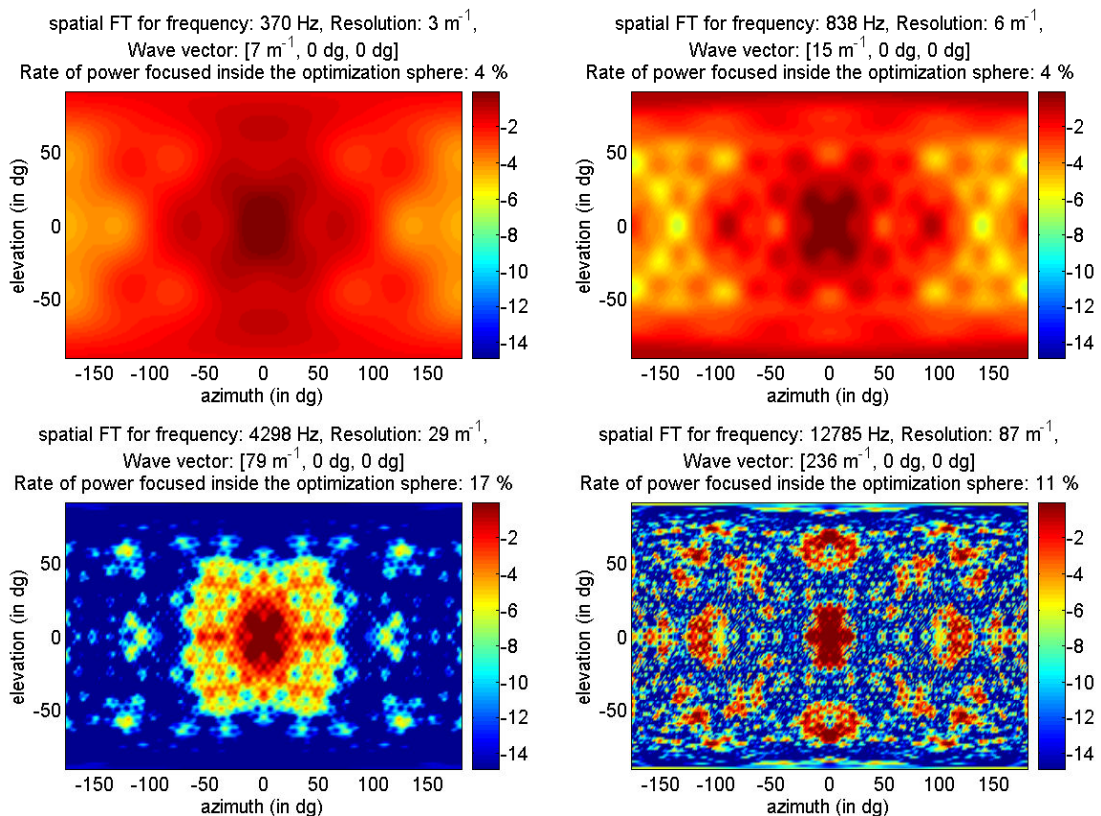 spatial FT for frequency: 370 Hz, Resolution: 3 m⁻¹,
Wave vector: [7 m⁻¹, 0 dg, 0 dg]
Rate of power focused inside the optimization sphere: 4 %
50
0
-50
elevation (in dg)
-150 -100 -50 0 50 100 150
azimuth (in dg)
-2
-4
-6
-8
-10
-12
-14
spatial FT for frequency: 838 Hz, Resolution: 6 m⁻¹,
Wave vector: [15 m⁻¹, 0 dg, 0 dg]
Rate of power focused inside the optimization sphere: 4 %
50
0
-50
elevation (in dg)
-150 -100 -50 0 50 100 150
azimuth (in dg)
-2
-4
-6
-8
-10
-12
-14
spatial FT for frequency: 4298 Hz, Resolution: 29 m⁻¹,
Wave vector: [79 m⁻¹, 0 dg, 0 dg]
Rate of power focused inside the optimization sphere: 17 %
50
0
-50
elevation (in dg)
-150 -100 -50 0 50 100 150
azimuth (in dg)
-2
-4
-6
-8
-10
-12
-14
spatial FT for frequency: 12785 Hz, Resolution: 87 m⁻¹,
Wave vector: [236 m⁻¹, 0 dg, 0 dg]
Rate of power focused inside the optimization sphere: 11 %
50
0
-50
elevation (in dg)
-150 -100 -50 0 50 100 150
azimuth (in dg)
-2
-4
-6
-8
-10
-12
-14